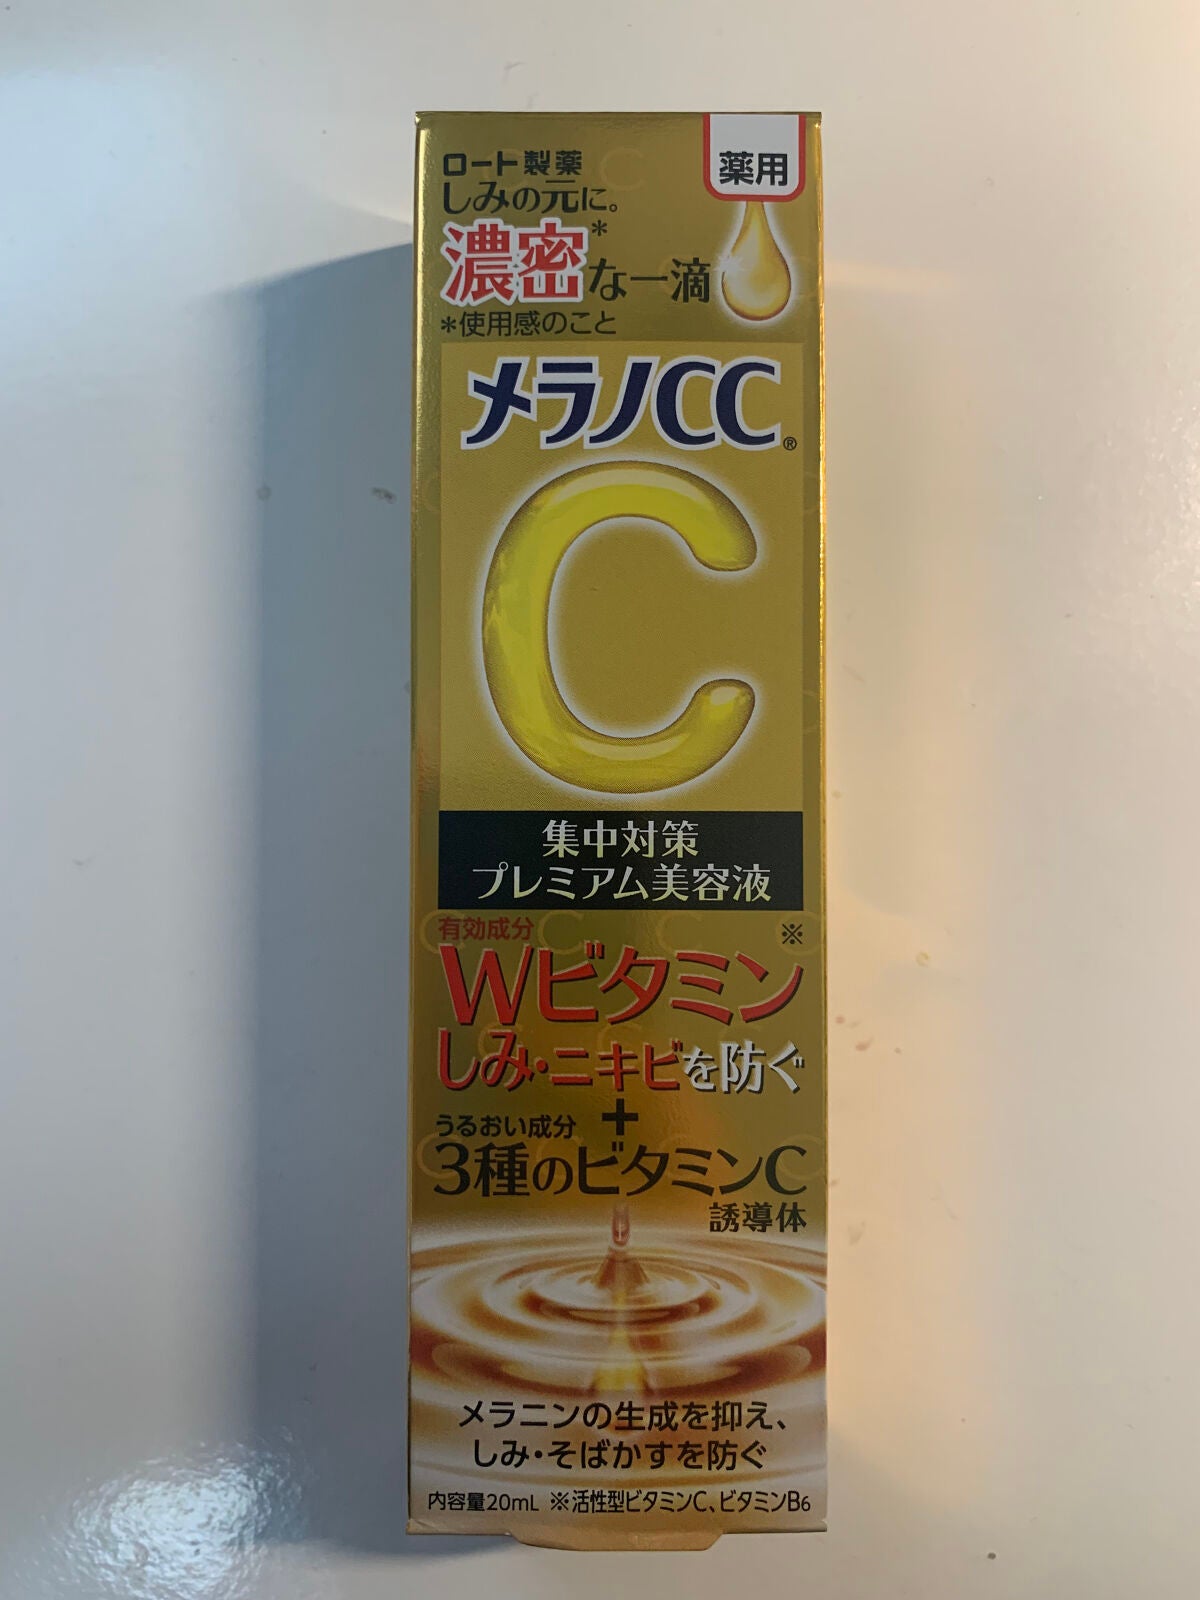 ロート製薬
薬用
しみの元に。
濃密*な一滴
*使用感のこと
メラノCC®
C
集中対策
プレミアム美容液
有効成分
Wビタミン※
しみ・ニキビを防ぐ
+
うるおい成分
3種のビタミンC
誘導体
メラニンの生成を抑え、
しみ・そばかすを防ぐ
内容量20mL ※活性型ビタミンC、ビタミンB6